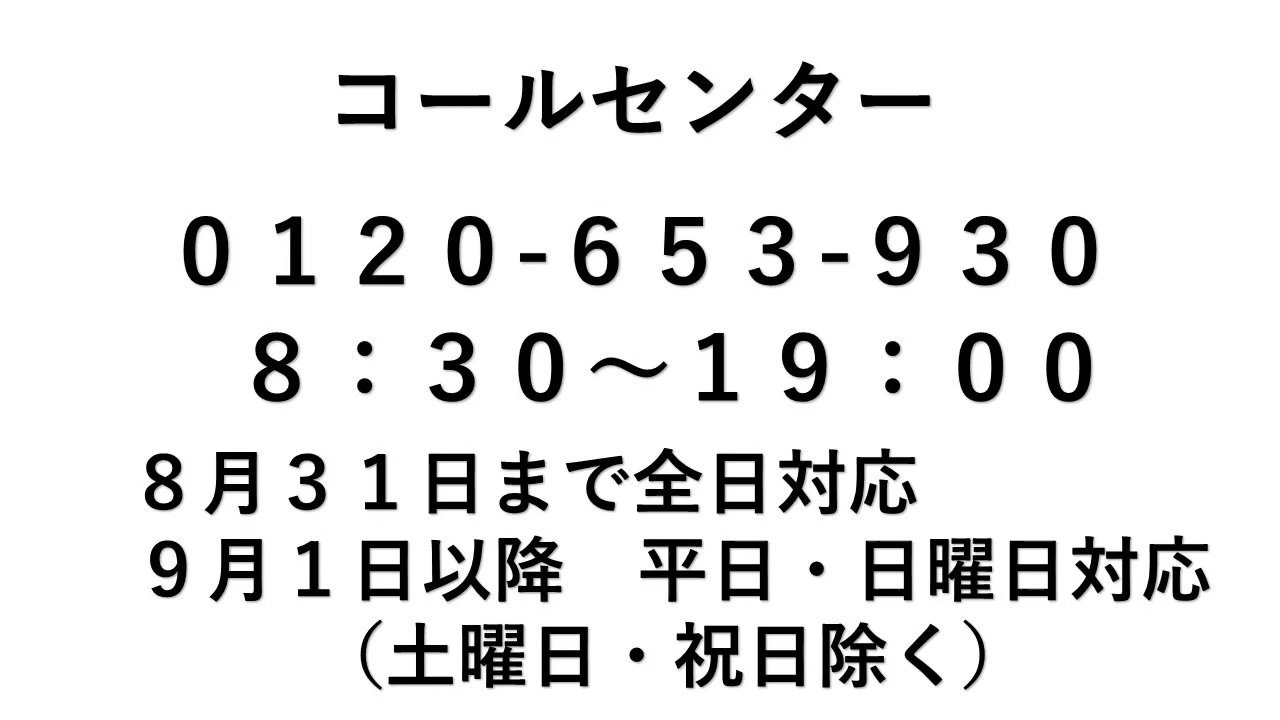 コールセンター
０１２０-６５３-９３０
８：３０～１９：００
８月３１日まで全日対応
９月１日以降　平日・日曜日対応
（土曜日・祝日除く）